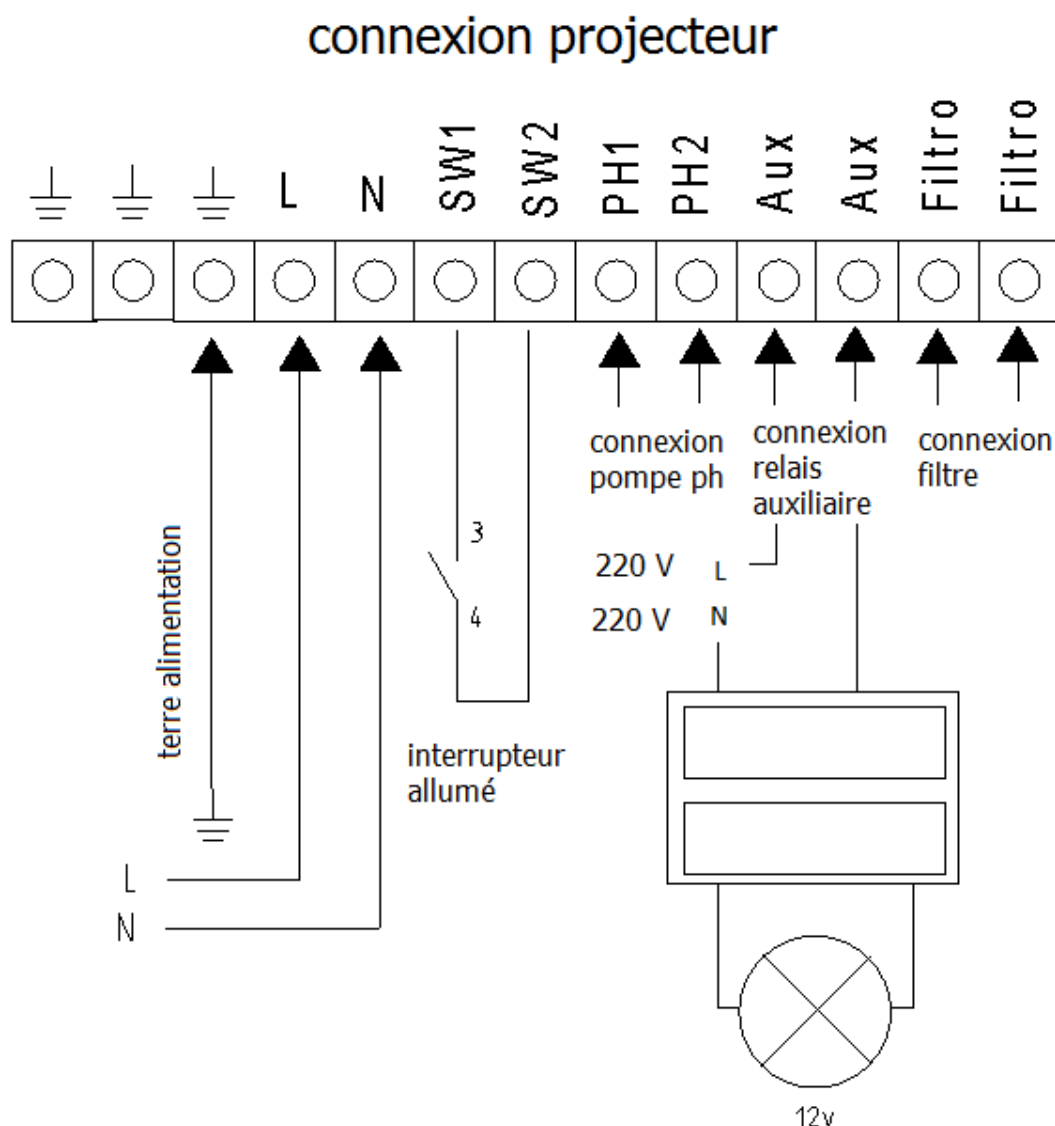 connexion projecteur
L
N
SW1
SW2
PH1
PH2
Aux
Aux
Filtro
Filtro
connexion
pompe ph
connexion
relais
auxiliaire
connexion
filtre
terre alimentation
3
4
220 V L
220 V N
interrupteur
allumé
L
N
12v